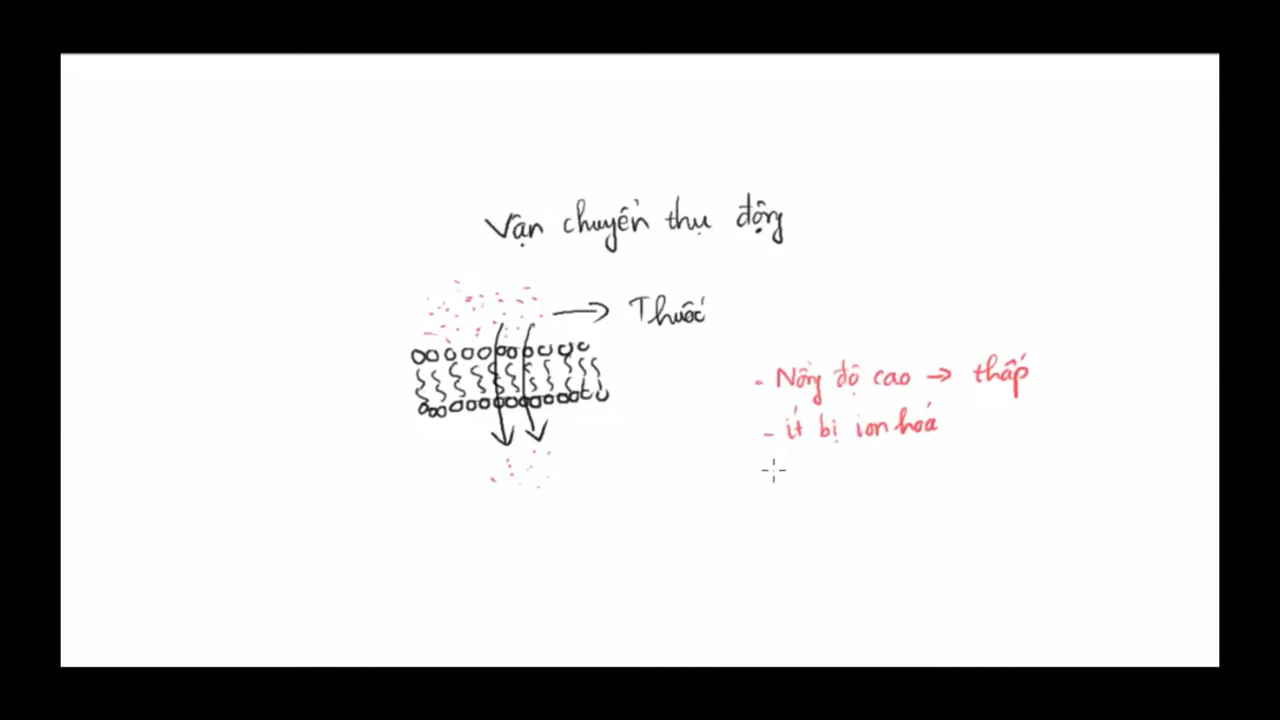 Vận chuyển thụ động
→ Thuốc
- Nồng độ cao → thấp
- ít bị ion hoá